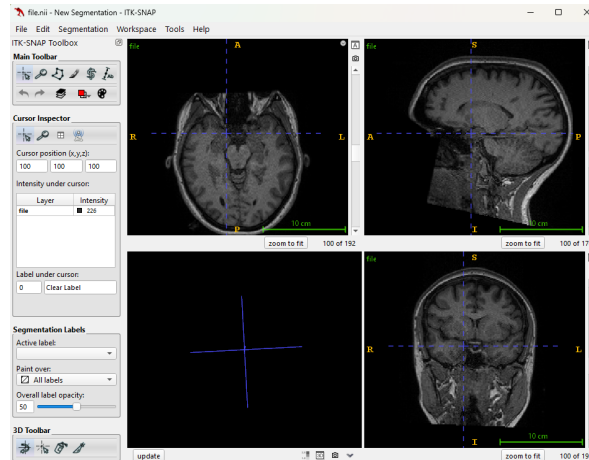 file.nii - New Segmentation - ITK-SNAP
File Edit Segmentation Workspace Tools Help
ITK-SNAP Toolbox
Main Toolbar
Cursor Inspector
Cursor position (x,y,z):
100 100 100
Intensity under cursor:
Layer Intensity
file 226
Label under cursor:
0 Clear Label
Segmentation Labels
Active label:
Paint over:
All labels
Overall label opacity:
50
3D Toolbar
file
A
R
L
P
10 cm
zoom to fit 100 of 192
file
S
A
P
I
10 cm
zoom to fit 100 of
update
file
S
R
L
I
10 cm
zoom to fit 100 of